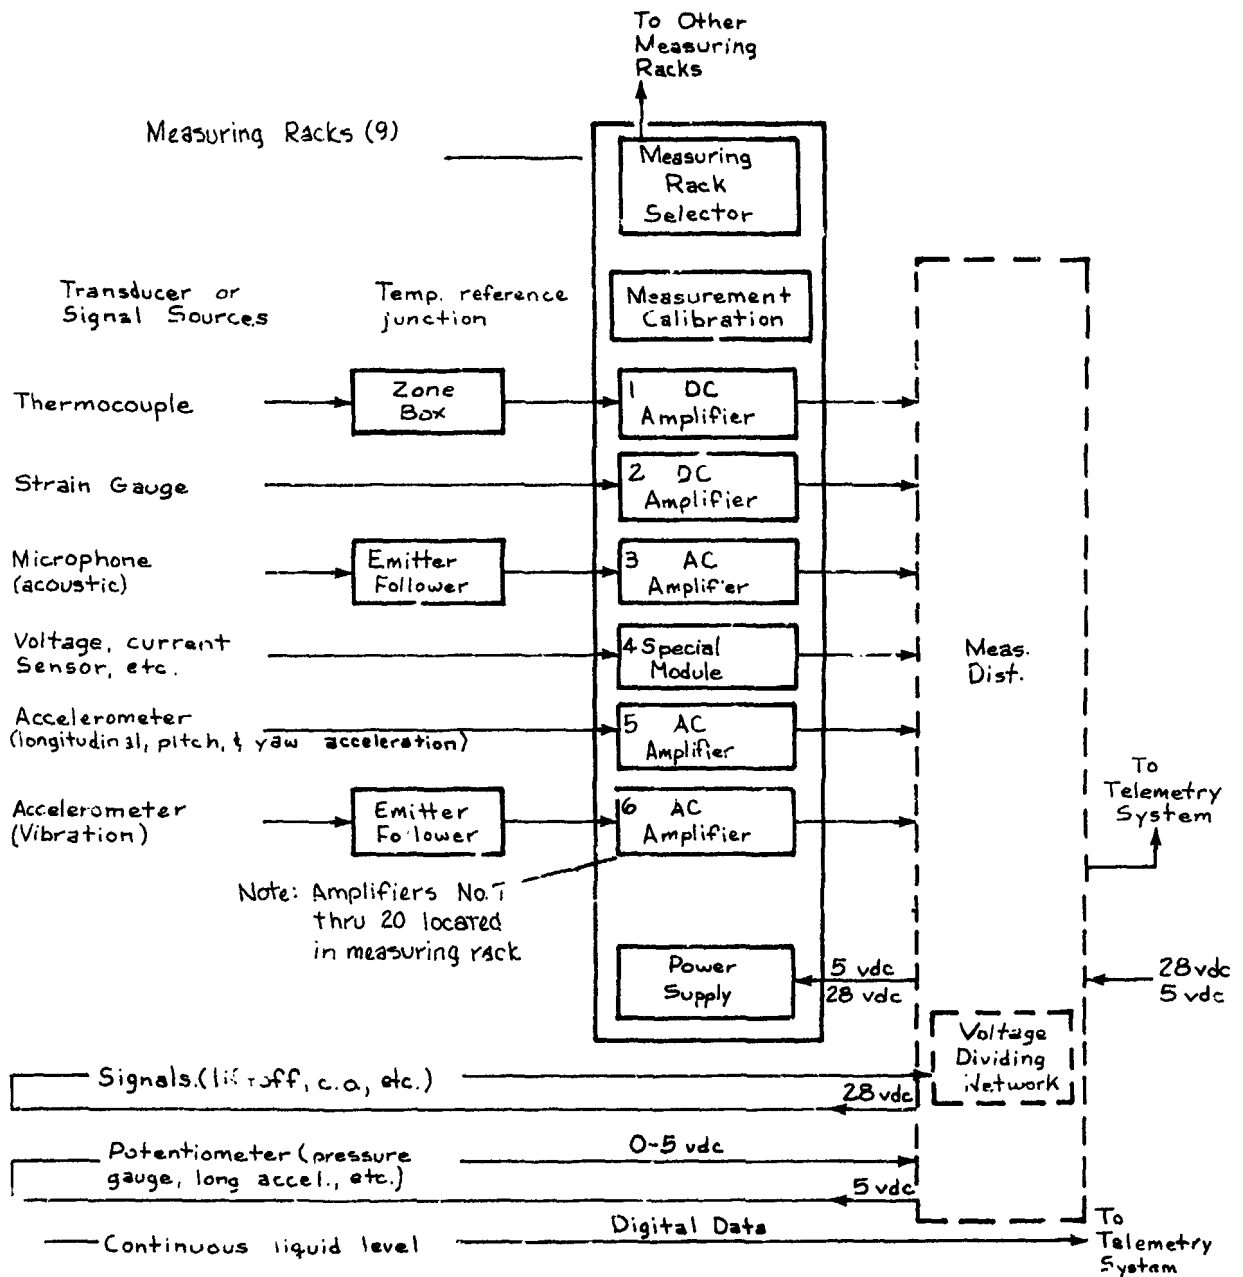 To Other
Measuring
Racks
Measuring Racks (9)
Measuring
Rack
Selector
Transducer or
Signal Sources
Temp. reference
junction
Measurement
Calibration
Thermocouple
Zone
Box
1 DC
Amplifier
Strain Gauge
2 DC
Amplifier
Microphone
(acoustic)
Emitter
Follower
3 AC
Amplifier
Voltage, current
Sensor, etc.
4 Special
Module
Meas.
Dist.
Accelerometer
(longitudinal, pitch, & yaw acceleration)
5 AC
Amplifier
To
Telemetry
System
Accelerometer
(Vibration)
Emitter
Follower
6 AC
Amplifier
Note: Amplifiers No. 7
thru 20 located
in measuring rack
Power
Supply
5 vdc
28 vdc
28 vdc
5 vdc
Voltage
Dividing
Network
Signals (liftoff, c.o, etc.)
28 vdc
Potentiometer (pressure
gauge, long accel., etc.)
0-5 vdc
5 vdc
Continuous liquid level
Digital Data
To
Telemetry
System